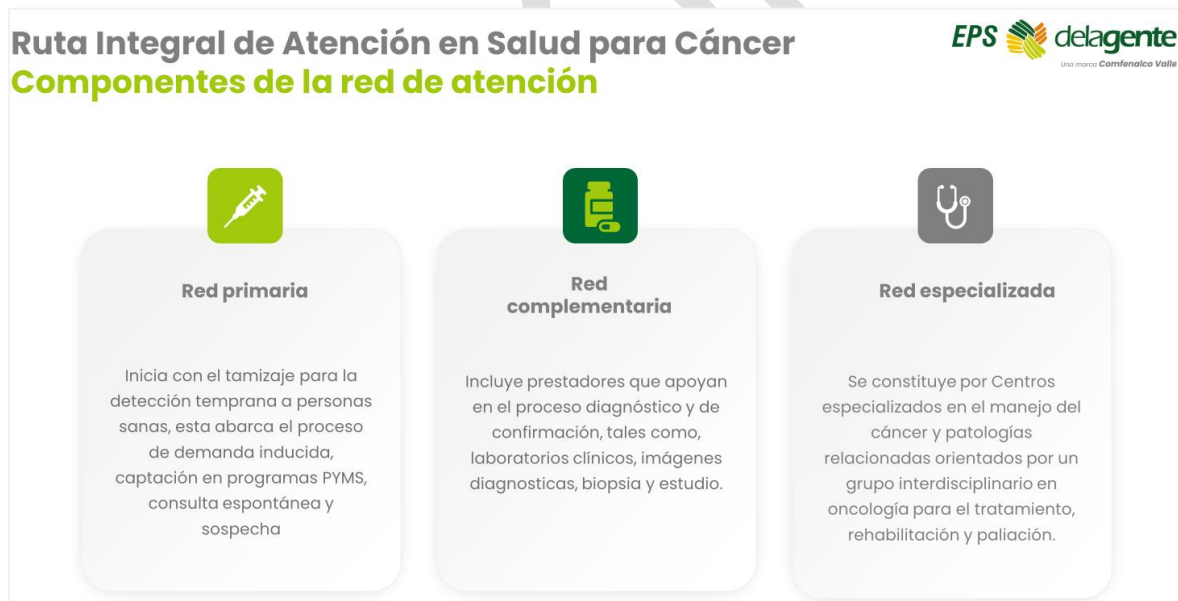 Ruta Integral de Atención en Salud para Cáncer
Componentes de la red de atención
EPS delagente
Una marca Comfenalco Valle
Red primaria
Inicia con el tamizaje para la
detección temprana a personas
sanas, esta abarca el proceso
de demanda inducida,
captación en programas PYMS,
consulta espontánea y
sospecha
Red
complementaria
Incluye prestadores que apoyan
en el proceso diagnóstico y de
confirmación, tales como,
laboratorios clínicos, imágenes
diagnosticas, biopsia y estudio.
Red especializada
Se constituye por Centros
especializados en el manejo del
cáncer y patologías
relacionadas orientados por un
grupo interdisciplinario en
oncología para el tratamiento,
rehabilitación y paliación.